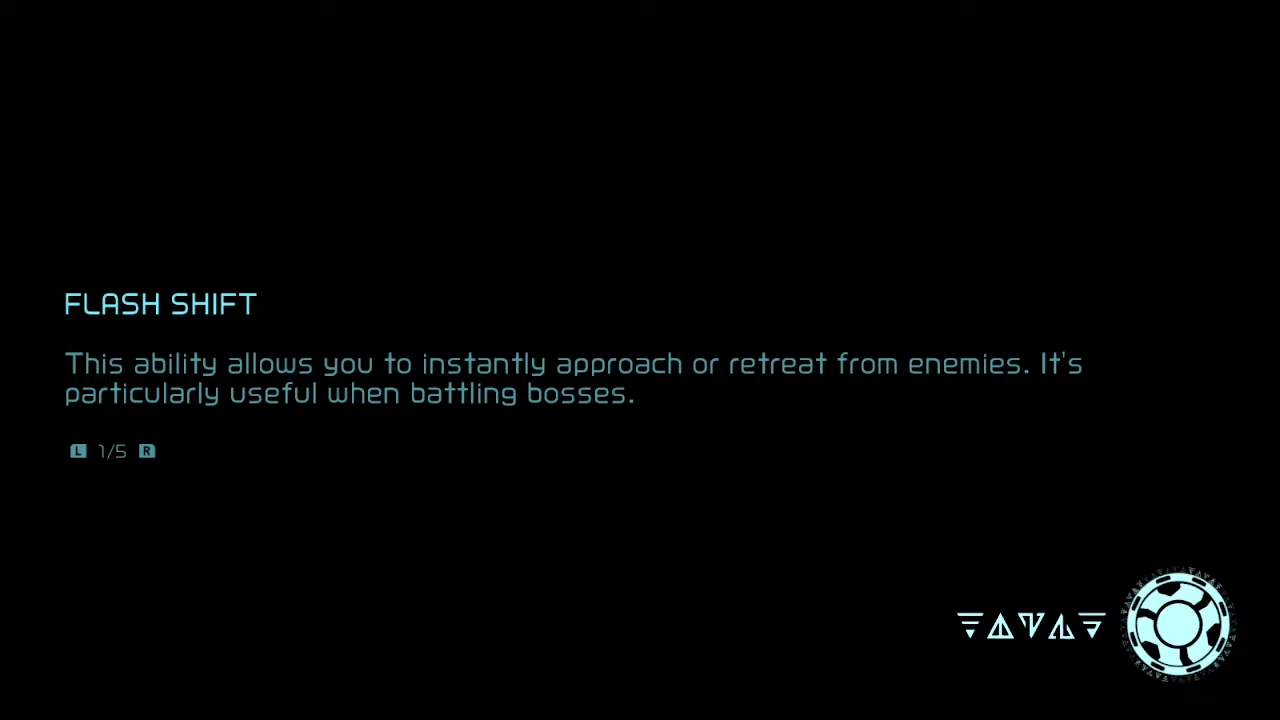 FLASH SHIFT
This ability allows you to instantly approach or retreat from enemies. It's
particularly useful when battling bosses.
L 1/5 R